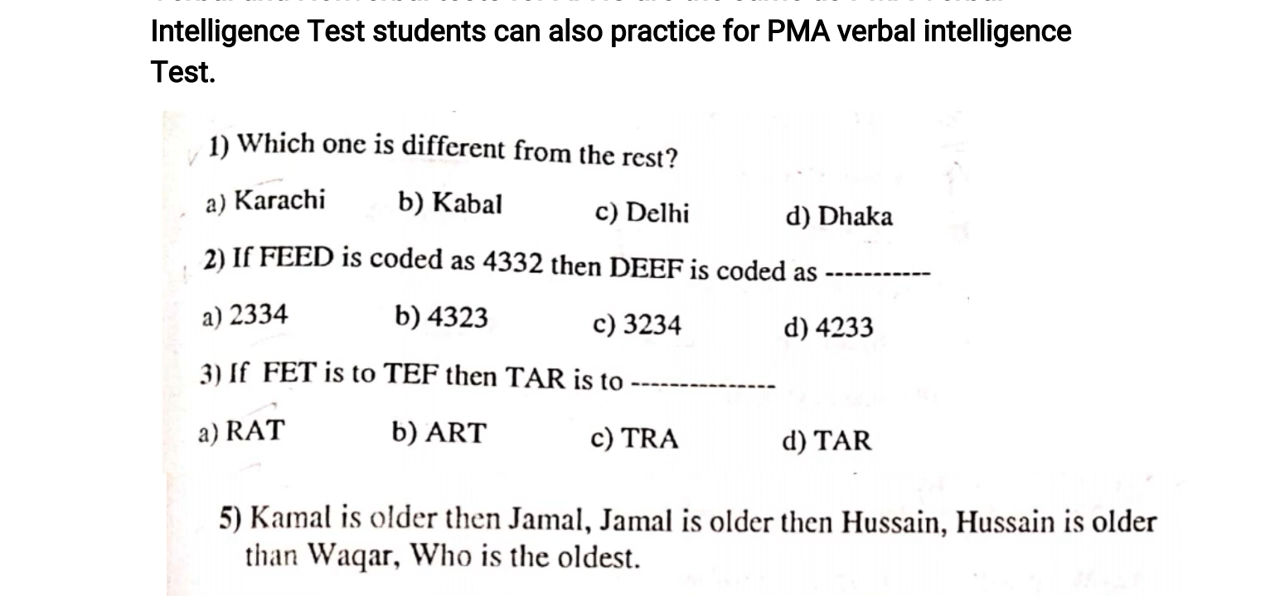 Intelligence Test students can also practice for PMA verbal intelligence
Test.
1) Which one is different from the rest?
a) Karachi b) Kabal c) Delhi d) Dhaka
2) If FEED is coded as 4332 then DEEF is coded as -----------
a) 2334 b) 4323 c) 3234 d) 4233
3) If FET is to TEF then TAR is to ---------------
a) RAT b) ART c) TRA d) TAR
5) Kamal is older then Jamal, Jamal is older then Hussain, Hussain is older
than Waqar, Who is the oldest.